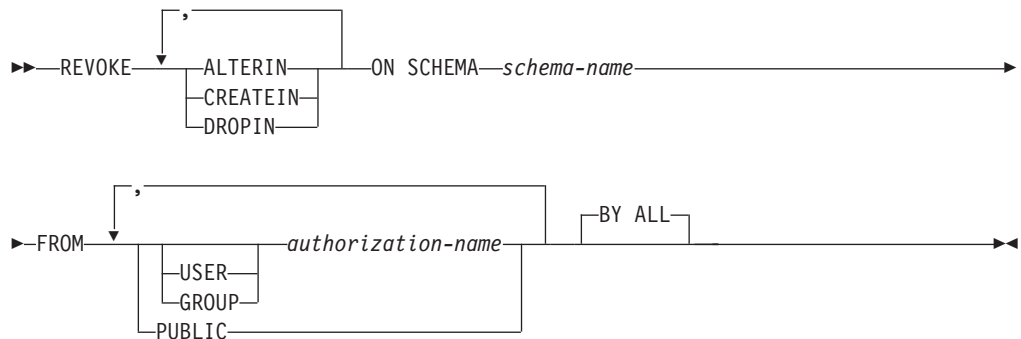 ,
REVOKE ALTERIN ON SCHEMA schema-name
CREATEIN
DROPIN
,
BY ALL
FROM authorization-name
USER
GROUP
PUBLIC